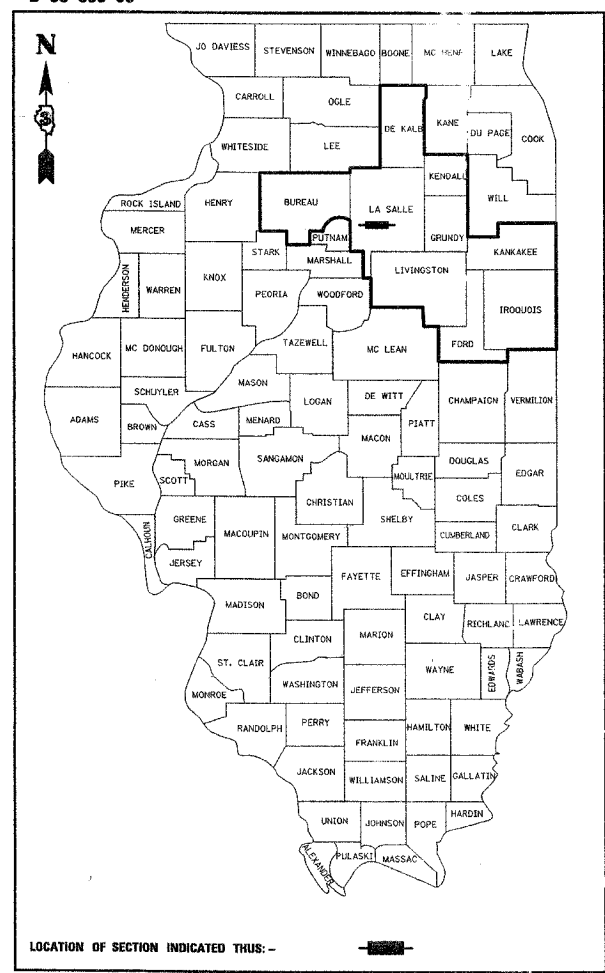 N
3
JO DAVIESS STEVENSON WINNEBAGO BOONE LAKE
CARROLL OGLE DE KALB KANE DU PAGE COOK
WHITESIDE LEE KENDALL WILL
ROCK ISLAND HENRY BUREAU LA SALLE GRUNDY
MERCER PUTNAM KANKAKEE
HENDERSON WARREN KNOX STARK MARSHALL LIVINGSTON IROQUOIS
PEORIA WOODFORD FORD
HANCOCK MC DONOUGH FULTON TAZEWELL MC LEAN
SCHUYLER MASON LOGAN DE WITT CHAMPAIGN VERMILION
ADAMS BROWN CASS MENARD MACON PIATT
PIKE SCOTT MORGAN SANGAMON CHRISTIAN MOULTRIE DOUGLAS EDGAR
COLES
CALHOUN GREENE MACOUPIN MONTGOMERY SHELBY CUMBERLAND CLARK
JERSEY FAYETTE EFFINGHAM JASPER CRAWFORD
MADISON BOND CLAY RICHLAND LAWRENCE
CLINTON MARION
ST. CLAIR WAYNE EDWARDS WABASH
MONROE WASHINGTON JEFFERSON
RANDOLPH PERRY HAMILTON WHITE
FRANKLIN
JACKSON WILLIAMSON SALINE GALLATIN
UNION JOHNSON POPE HARDIN
ALEXANDER PULASKI MASSAC
LOCATION OF SECTION INDICATED THUS: -